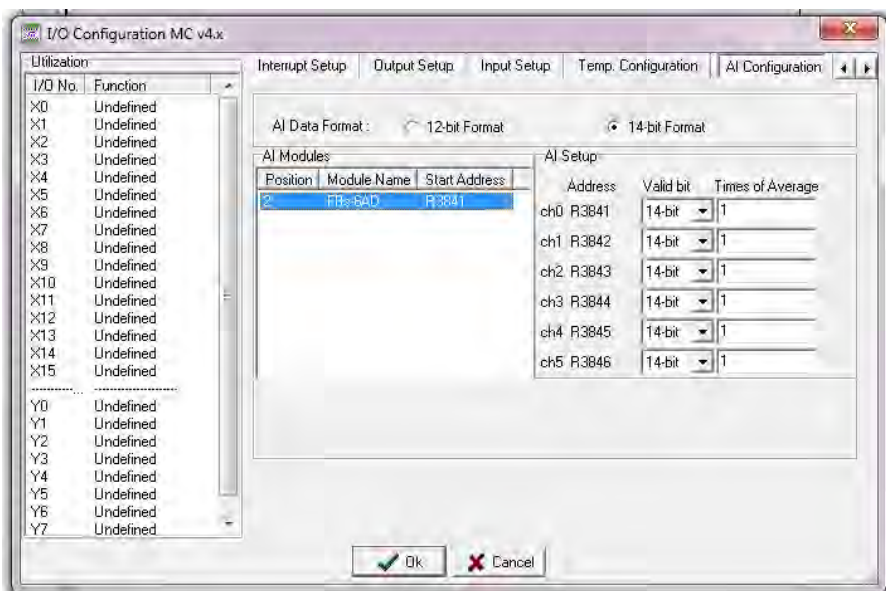 I/O Configuration MC v4.x
Utilization
I/O No. Function
X0 Undefined
X1 Undefined
X2 Undefined
X3 Undefined
X4 Undefined
X5 Undefined
X6 Undefined
X7 Undefined
X8 Undefined
X9 Undefined
X10 Undefined
X11 Undefined
X12 Undefined
X13 Undefined
X14 Undefined
X15 Undefined
Y0 Undefined
Y1 Undefined
Y2 Undefined
Y3 Undefined
Y4 Undefined
Y5 Undefined
Y6 Undefined
Y7 Undefined
Interrupt Setup Output Setup Input Setup Temp. Configuration AI Configuration
AI Data Format : 12-bit Format 14-bit Format
AI Modules
Position Module Name Start Address
2 FBs-6AD R3841
AI Setup
Address Valid bit Times of Average
ch0 R3841 14-bit 1
ch1 R3842 14-bit 1
ch2 R3843 14-bit 1
ch3 R3844 14-bit 1
ch4 R3845 14-bit 1
ch5 R3846 14-bit 1
Ok Cancel